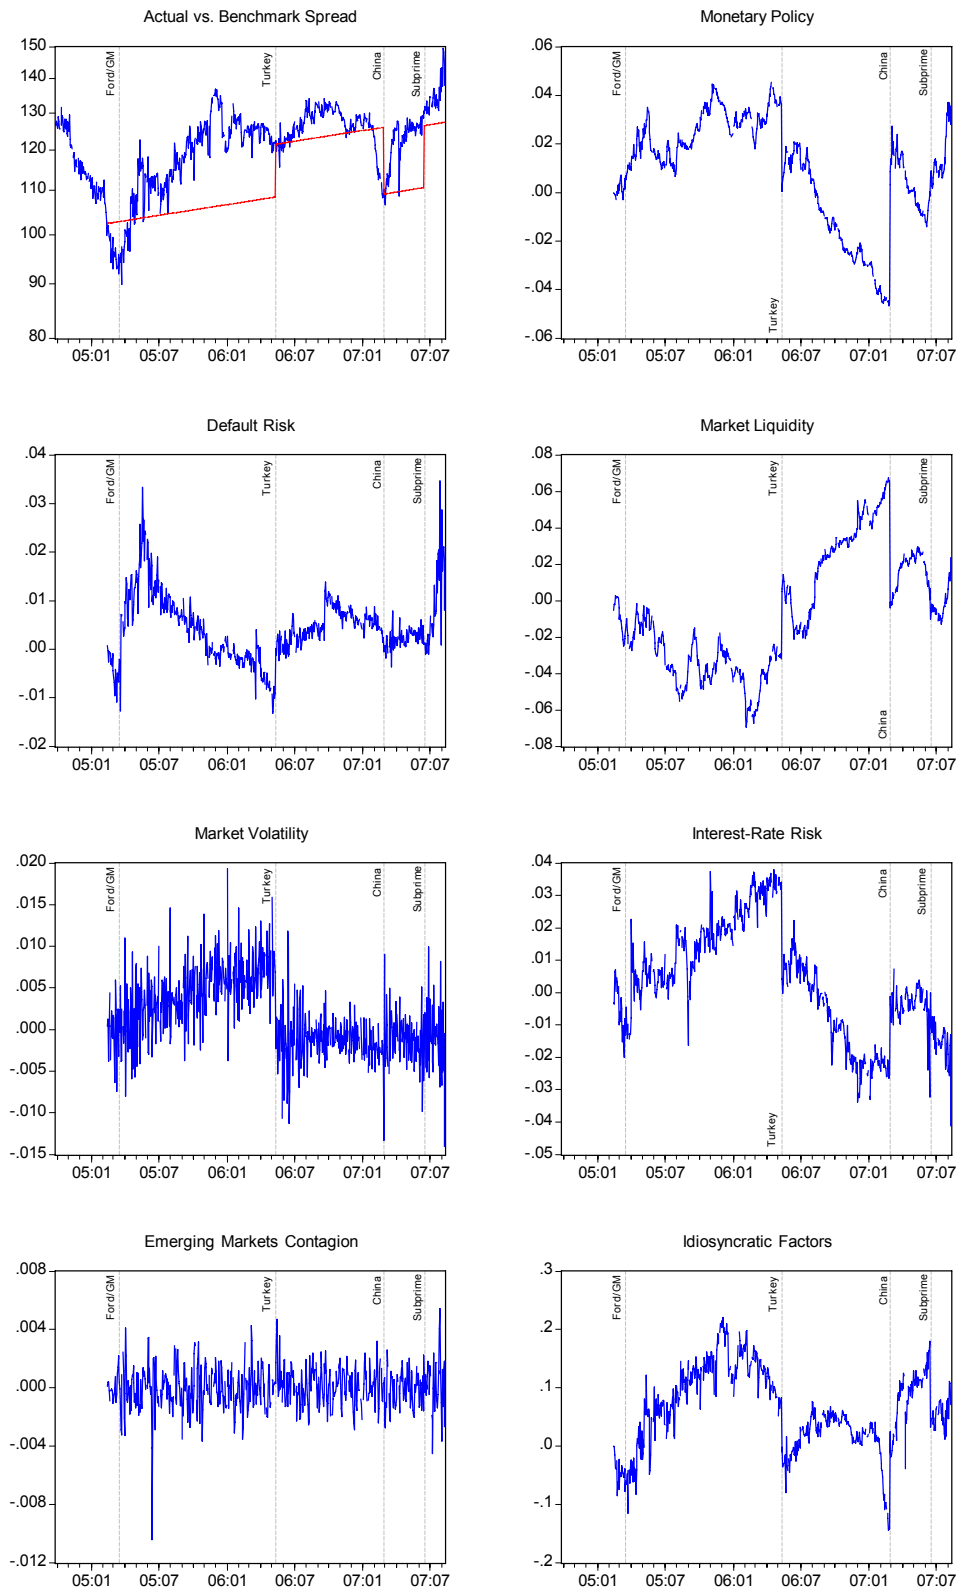 Actual vs. Benchmark Spread
150
140
130
120
110
100
90
80
Ford/GM
Turkey
China
Subprime
05:01 05:07 06:01 06:07 07:01 07:07
Monetary Policy
.06
.04
.02
.00
-.02
-.04
-.06
Ford/GM
Turkey
China
Subprime
05:01 05:07 06:01 06:07 07:01 07:07
Default Risk
.04
.03
.02
.01
.00
-.01
-.02
Ford/GM
Turkey
China
Subprime
05:01 05:07 06:01 06:07 07:01 07:07
Market Liquidity
.08
.06
.04
.02
.00
-.02
-.04
-.06
-.08
Ford/GM
Turkey
China
Subprime
05:01 05:07 06:01 06:07 07:01 07:07
Market Volatility
.020
.015
.010
.005
.000
-.005
-.010
-.015
Ford/GM
Turkey
China
Subprime
05:01 05:07 06:01 06:07 07:01 07:07
Interest-Rate Risk
.04
.03
.02
.01
.00
-.01
-.02
-.03
-.04
-.05
Ford/GM
Turkey
China
Subprime
05:01 05:07 06:01 06:07 07:01 07:07
Emerging Markets Contagion
.008
.004
.000
-.004
-.008
-.012
Ford/GM
Turkey
China
Subprime
05:01 05:07 06:01 06:07 07:01 07:07
Idiosyncratic Factors
.3
.2
.1
.0
-.1
-.2
Ford/GM
Turkey
China
Subprime
05:01 05:07 06:01 06:07 07:01 07:07